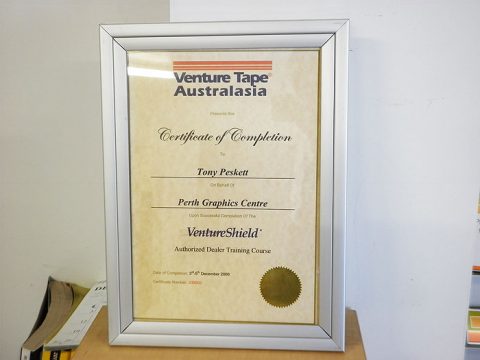 Venture Tape®
Australasia
Presents this
Certificate of Completion
To
Tony Peskett
On Behalf Of
Perth Graphics Centre
Upon Successful Completion Of The
VentureShield™
Authorized Dealer Training Course
Date of Completion:
Certificate Number: